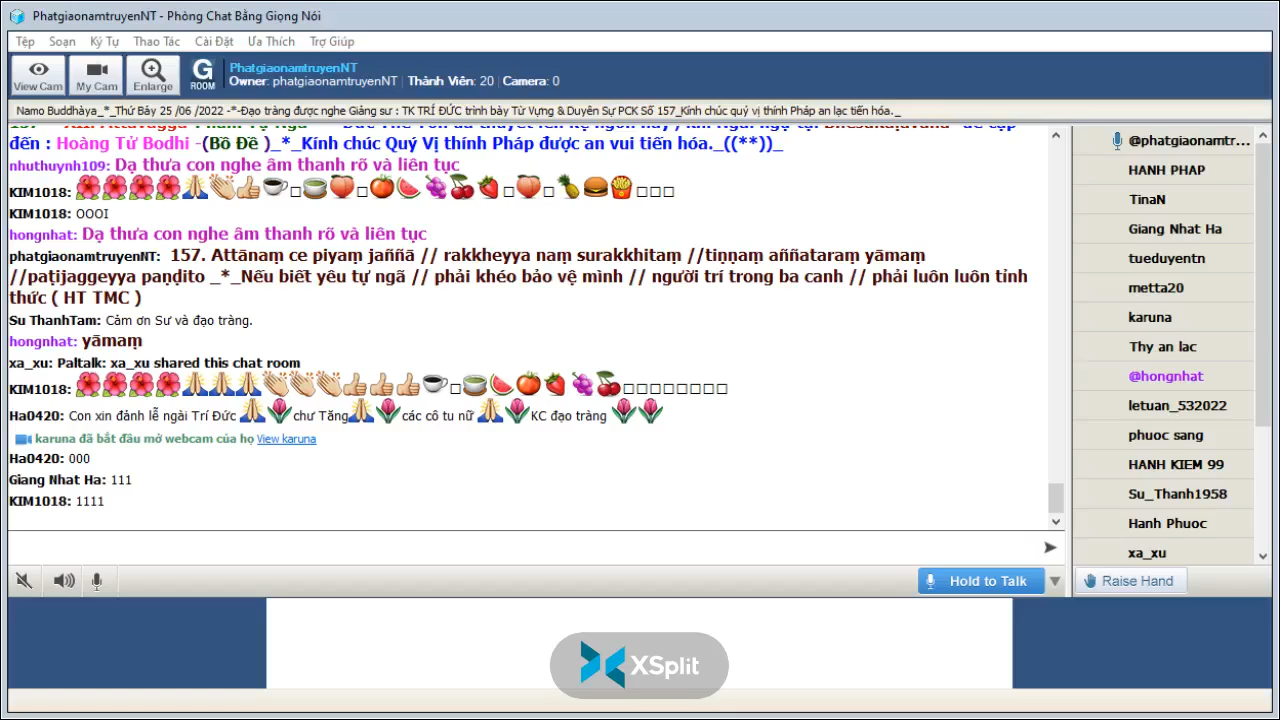 PhatgiaonamtruyenNT - Phòng Chat Bằng Giọng Nói
Tệp Soạn Ký Tự Thao Tác Cài Đặt Ưa Thích Trợ Giúp
View Cam My Cam Enlarge G ROOM
PhatgiaonamtruyenNT
Owner: phatgiaonamtruyenNT | Thành Viên: 20 | Camera: 0
Namo Buddhàya_*_Thứ Bảy 25 /06 /2022 -*-Đạo tràng được nghe Giảng sư : TK TRÍ ĐỨC trình bày Từ Vựng & Duyên Sự PCK Số 157_Kính chúc quý vị thính Pháp an lạc tiến hóa._
đến : Hoàng Tử Bodhi -(Bồ Đề )_*_Kính chúc Quý Vị thính Pháp được an vui tiến hóa._((**))_
nhuthuynh109: Dạ thưa con nghe âm thanh rõ và liên tục
KIM1018:
KIM1018: OOOI
hongnhat: Dạ thưa con nghe âm thanh rõ và liên tục
phatgiaonamtruyenNT: 157. Attānaṃ ce piyaṃ jaññā // rakkheyya naṃ surakkhitaṃ //tiṇṇaṃ aññataraṃ yāmaṃ
//paṭijaggeyya paṇḍito _*_Nếu biết yêu tự ngã // phải khéo bảo vệ mình // người trí trong ba canh // phải luôn luôn tỉnh
thức ( HT TMC )
Su ThanhTam: Cảm ơn Sư và đạo tràng.
hongnhat: yāmaṃ
xa_xu: Paltalk: xa_xu shared this chat room
KIM1018:
Ha0420: Con xin đảnh lễ ngài Trí Đức chư Tăng các cô tu nữ KC đạo tràng
karuna đã bắt đầu mở webcam của họ View karuna
Ha0420: 000
Giang Nhat Ha: 111
KIM1018: 1111
@phatgiaonamtr...
HANH PHAP
TinaN
Giang Nhat Ha
tueduyentn
metta20
karuna
Thy an lac
@hongnhat
letuan_532022
phuoc sang
HANH KIEM 99
Su_Thanh1958
Hanh Phuoc
xa_xu
Hold to Talk
Raise Hand
XSplit